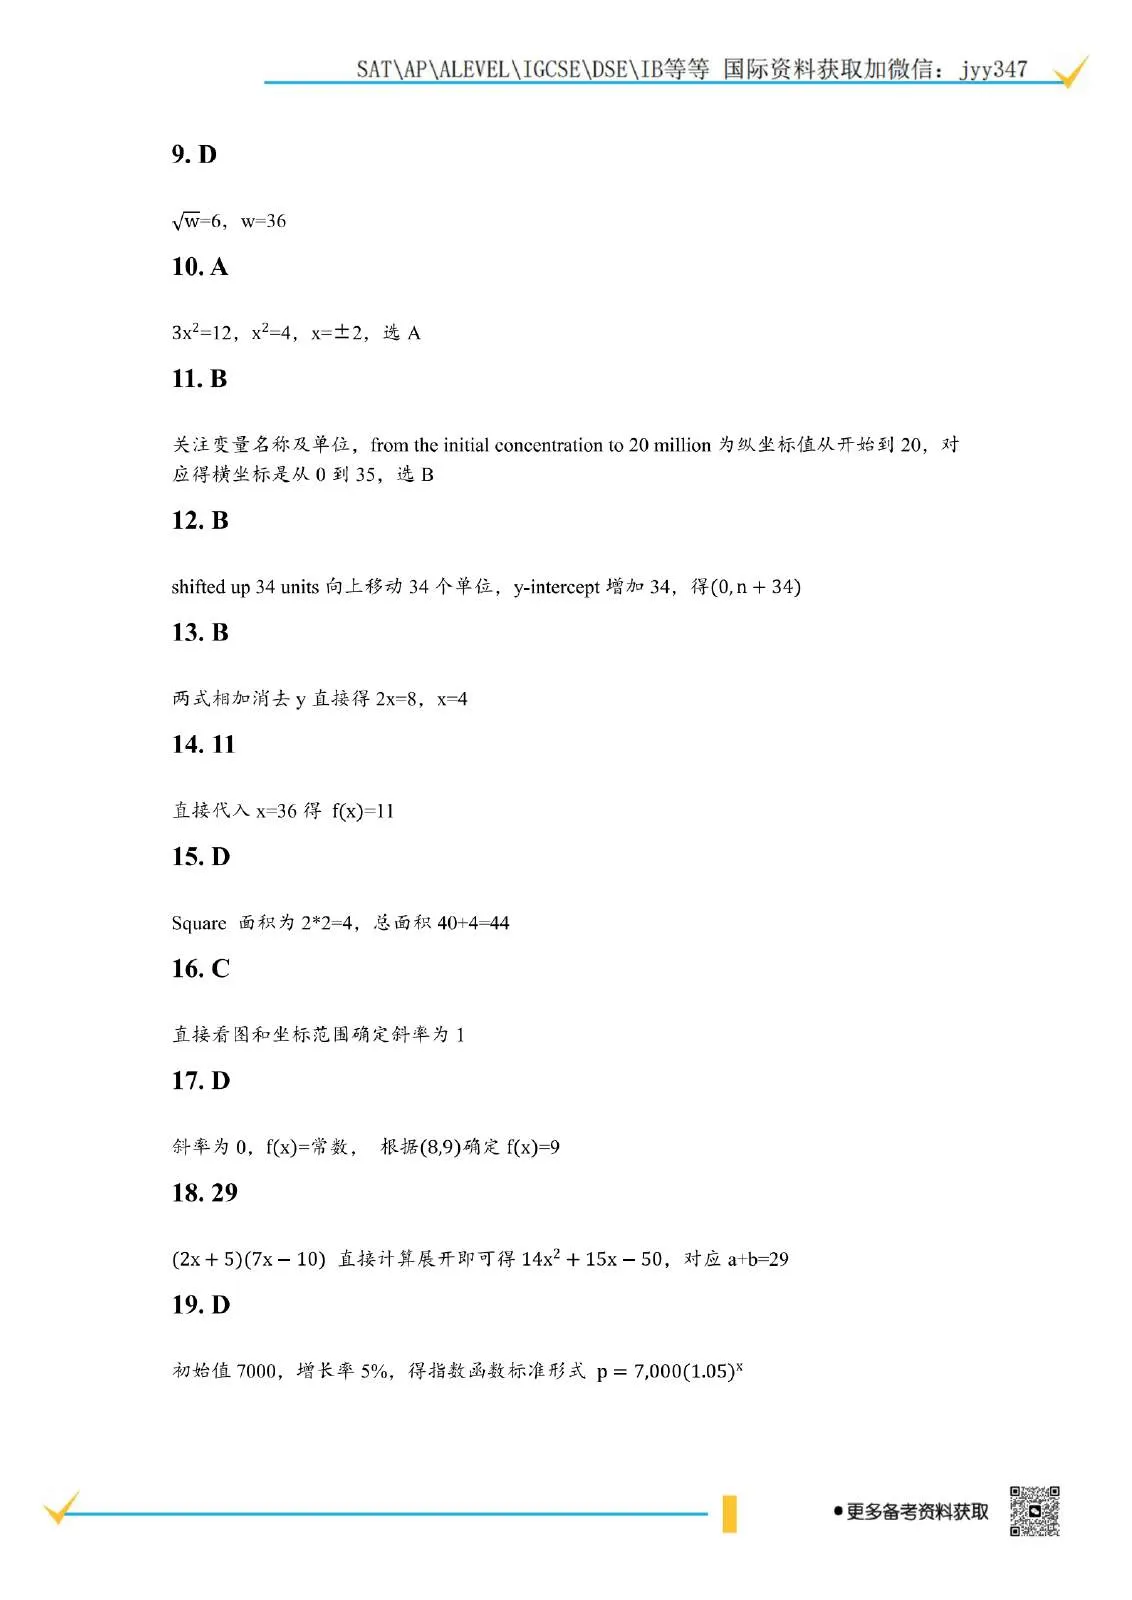 SAT\AP\ALEVEL\IGCSE\DSE\IB等等 国际资料获取加微信：jyy347
9. D
√w=6，w=36
10. A
3x²=12，x²=4，x=±2，选 A
11. B
关注变量名称及单位，from the initial concentration to 20 million 为纵坐标值从开始到 20，对
应得横坐标是从 0 到 35，选 B
12. B
shifted up 34 units 向上移动 34 个单位，y-intercept 增加 34，得(0, n + 34)
13. B
两式相加消去 y 直接得 2x=8，x=4
14. 11
直接代入 x=36 得 f(x)=11
15. D
Square 面积为 2*2=4，总面积 40+4=44
16. C
直接看图和坐标范围确定斜率为 1
17. D
斜率为 0，f(x)=常数， 根据(8,9)确定 f(x)=9
18. 29
(2x + 5)(7x − 10) 直接计算展开即可得 14x² + 15x − 50，对应 a+b=29
19. D
初始值 7000，增长率 5%，得指数函数标准形式 p = 7,000(1.05)ˣ
•更多备考资料获取